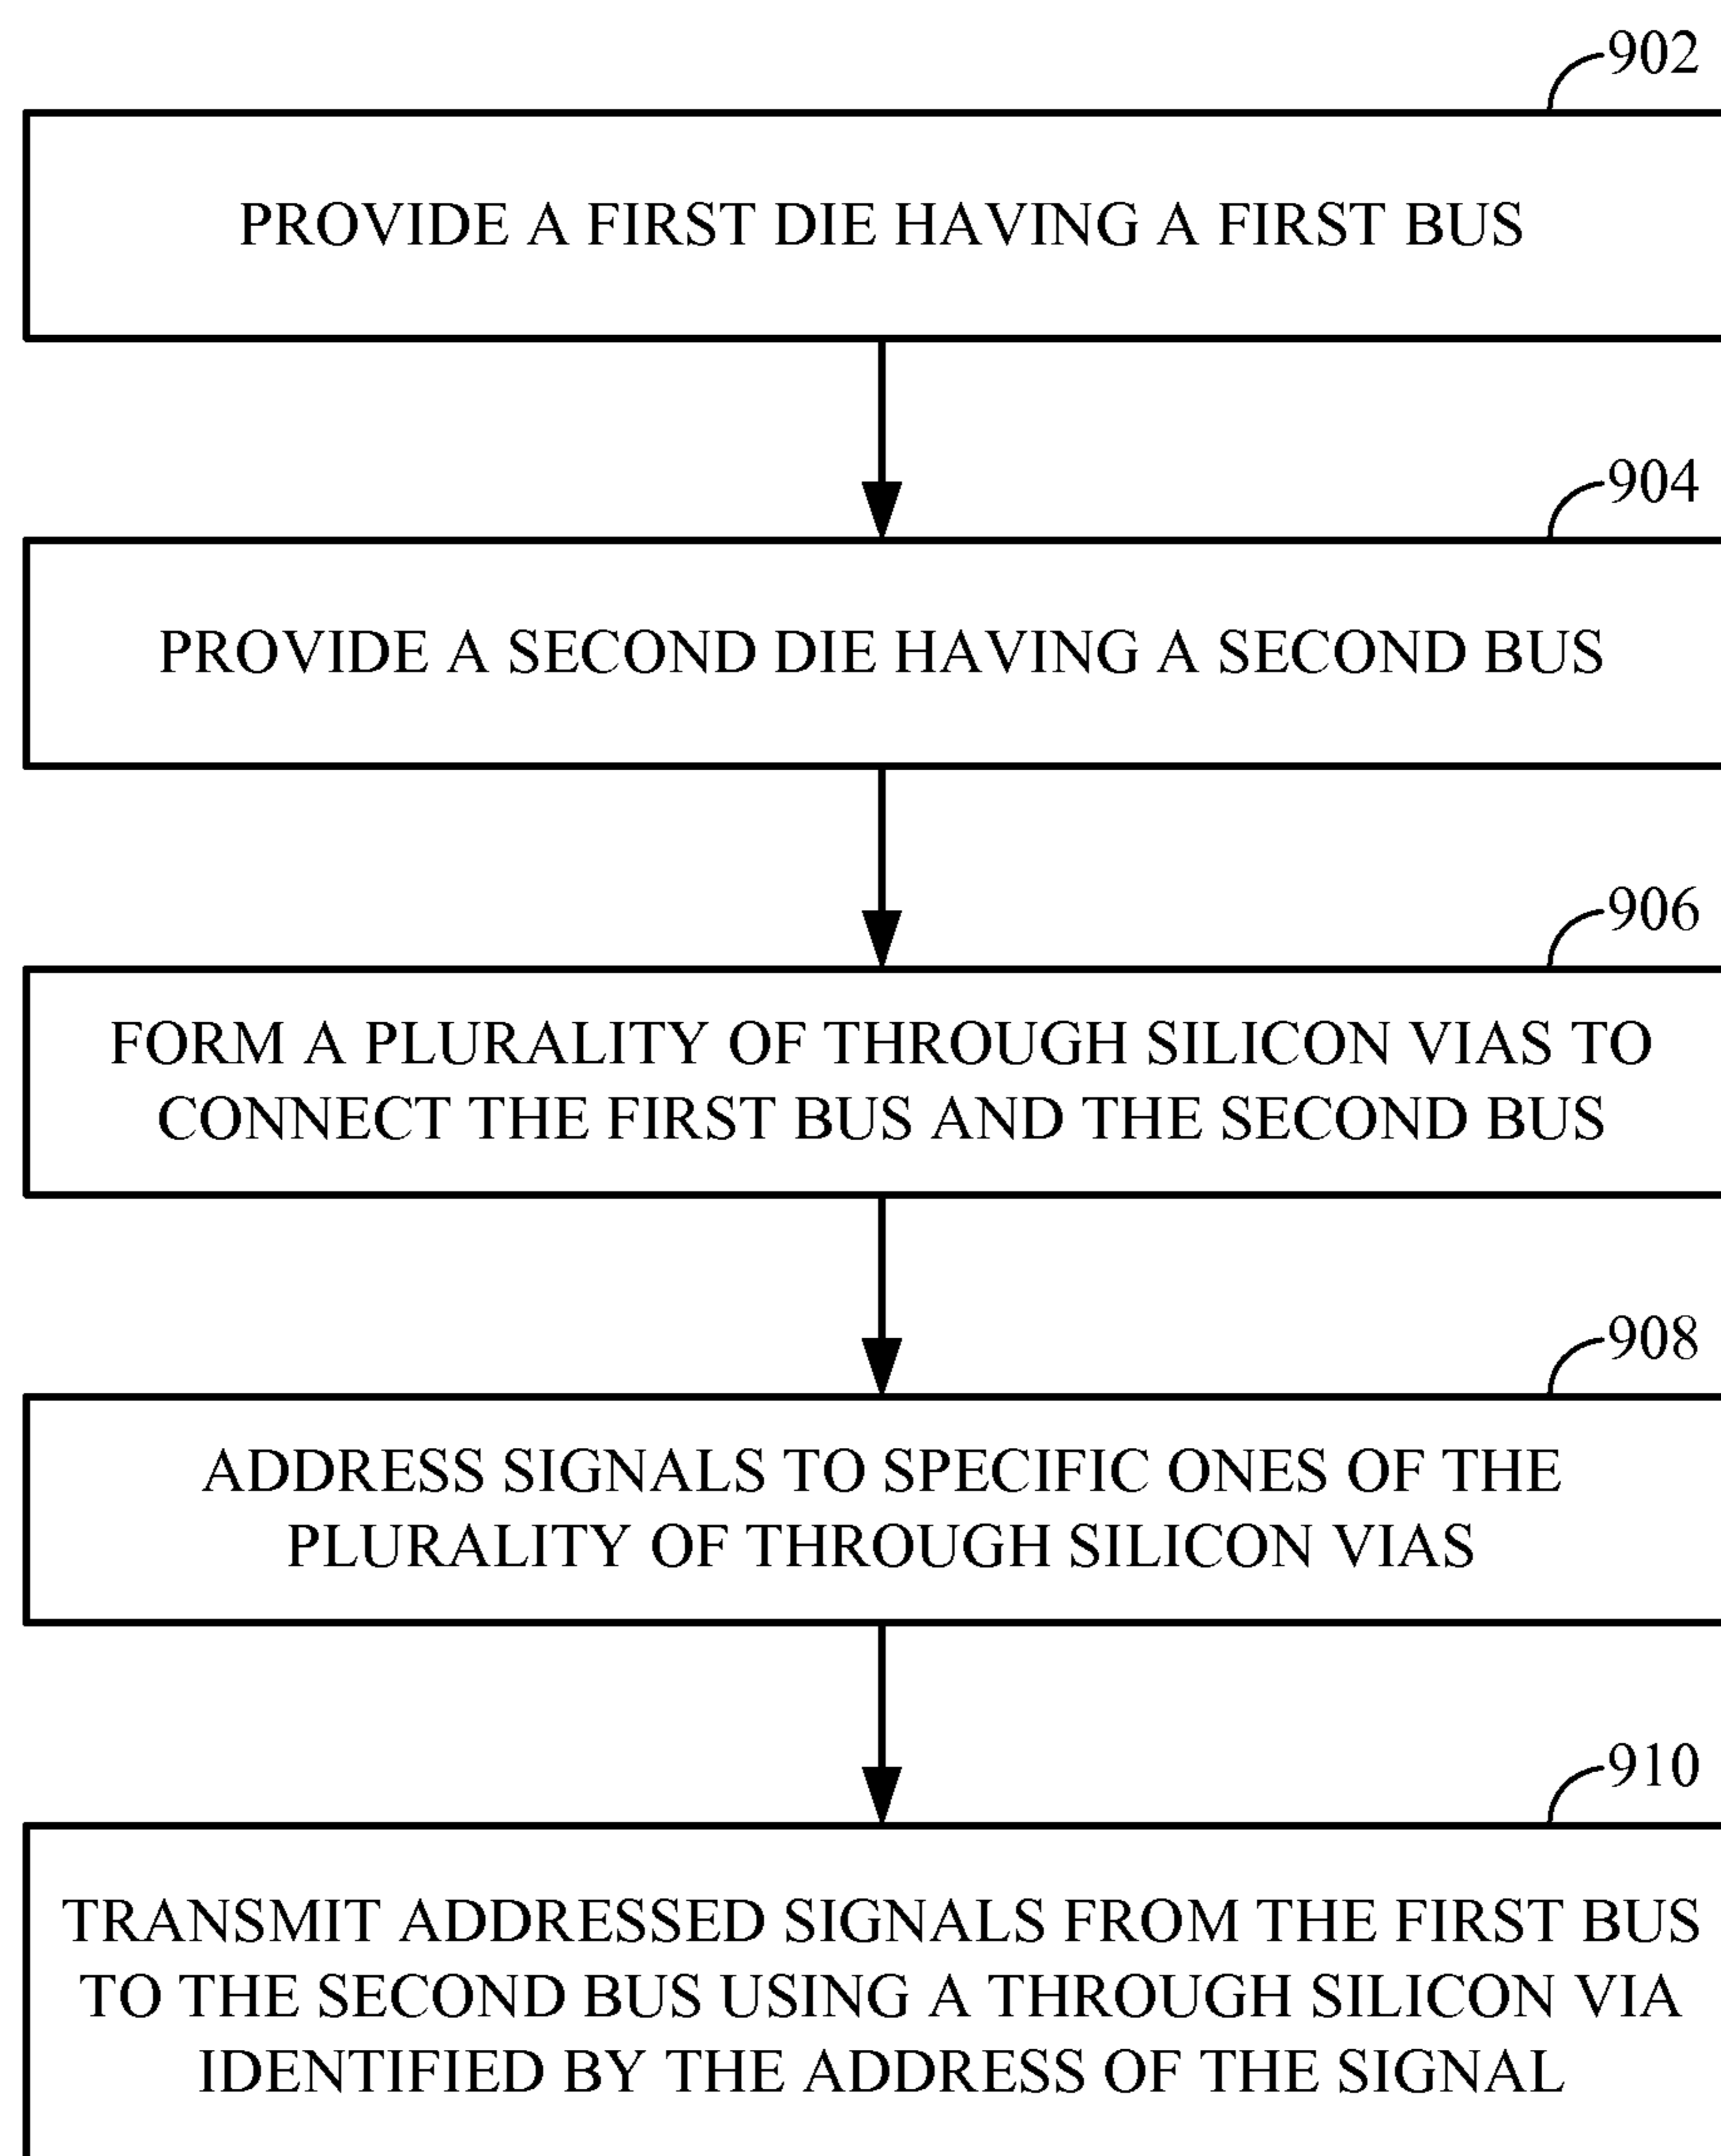 902
PROVIDE A FIRST DIE HAVING A FIRST BUS
904
PROVIDE A SECOND DIE HAVING A SECOND BUS
906
FORM A PLURALITY OF THROUGH SILICON VIAS TO
CONNECT THE FIRST BUS AND THE SECOND BUS
908
ADDRESS SIGNALS TO SPECIFIC ONES OF THE
PLURALITY OF THROUGH SILICON VIAS
910
TRANSMIT ADDRESSED SIGNALS FROM THE FIRST BUS
TO THE SECOND BUS USING A THROUGH SILICON VIA
IDENTIFIED BY THE ADDRESS OF THE SIGNAL